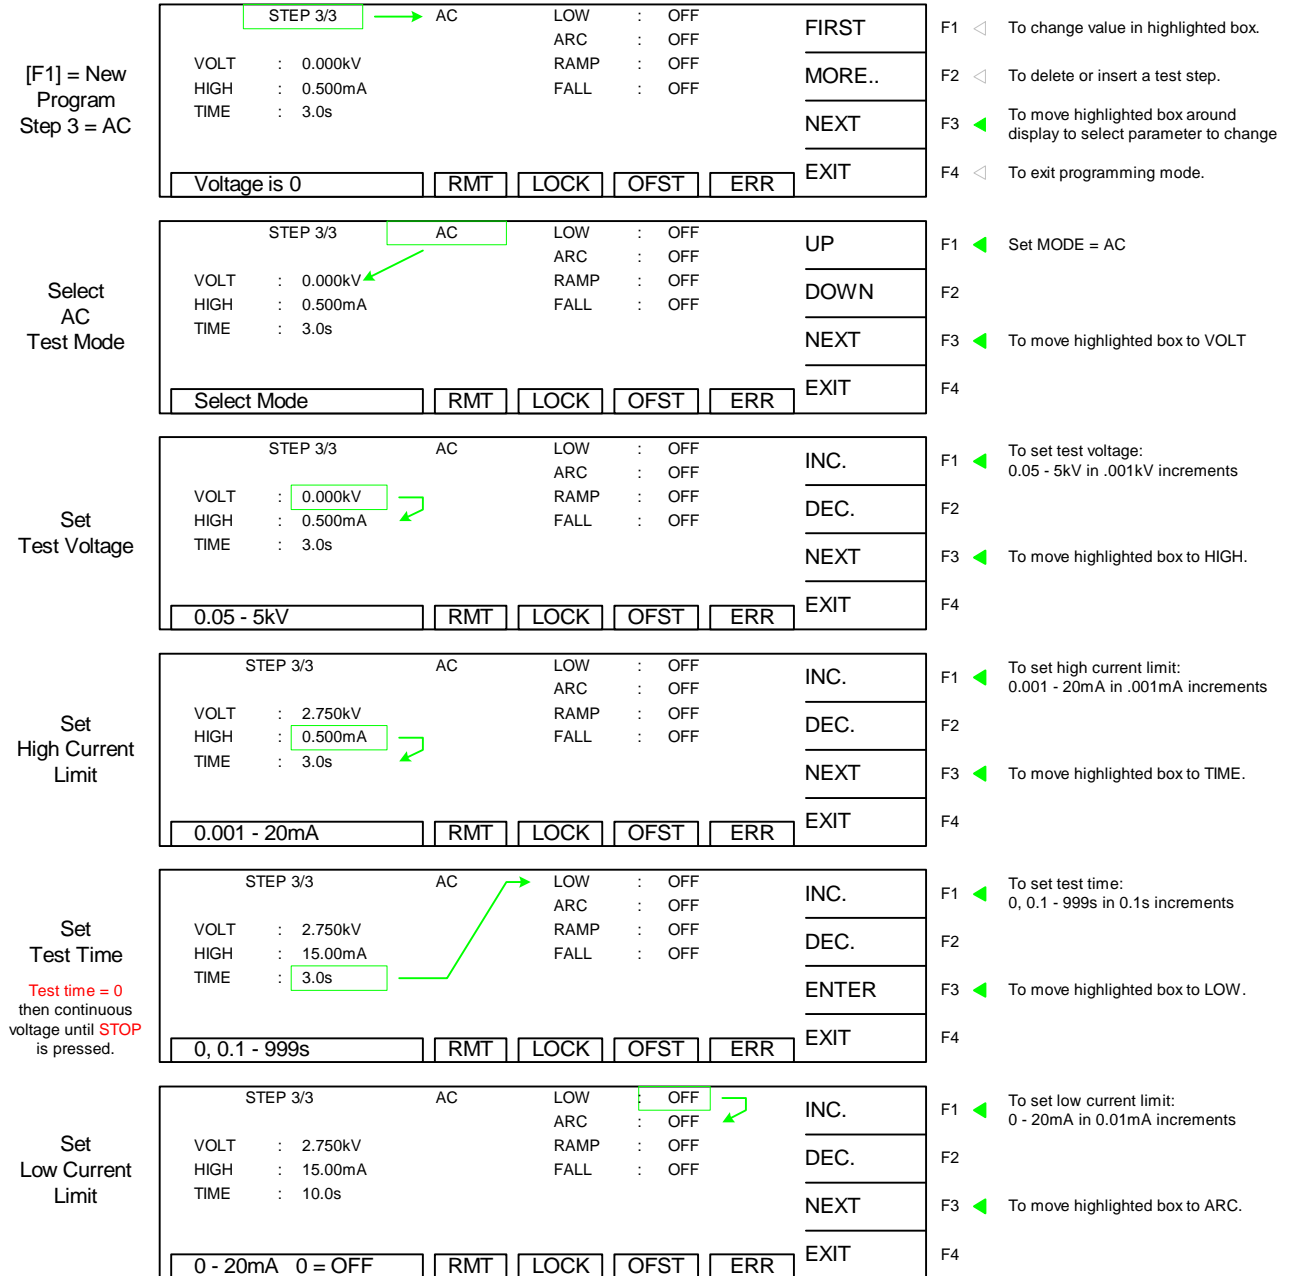 [F1] = New
Program
Step 3 = AC
STEP 3/3 AC LOW : OFF
ARC : OFF
VOLT : 0.000kV RAMP : OFF
HIGH : 0.500mA FALL : OFF
TIME : 3.0s
Voltage is 0 RMT LOCK OFST ERR
FIRST F1 To change value in highlighted box.
MORE.. F2 To delete or insert a test step.
NEXT F3 To move highlighted box around
display to select parameter to change
EXIT F4 To exit programming mode.
Select
AC
Test Mode
STEP 3/3 AC LOW : OFF
ARC : OFF
VOLT : 0.000kV RAMP : OFF
HIGH : 0.500mA FALL : OFF
TIME : 3.0s
Select Mode RMT LOCK OFST ERR
UP F1 Set MODE = AC
DOWN F2
NEXT F3 To move highlighted box to VOLT
EXIT F4
Set
Test Voltage
STEP 3/3 AC LOW : OFF
ARC : OFF
VOLT : 0.000kV RAMP : OFF
HIGH : 0.500mA FALL : OFF
TIME : 3.0s
0.05 - 5kV RMT LOCK OFST ERR
INC. F1 To set test voltage:
0.05 - 5kV in .001kV increments
DEC. F2
NEXT F3 To move highlighted box to HIGH.
EXIT F4
Set
High Current
Limit
STEP 3/3 AC LOW : OFF
ARC : OFF
VOLT : 2.750kV RAMP : OFF
HIGH : 0.500mA FALL : OFF
TIME : 3.0s
0.001 - 20mA RMT LOCK OFST ERR
INC. F1 To set high current limit:
0.001 - 20mA in .001mA increments
DEC. F2
NEXT F3 To move highlighted box to TIME.
EXIT F4
Set
Test Time
Test time = 0
then continuous
voltage until STOP
is pressed.
STEP 3/3 AC LOW : OFF
ARC : OFF
VOLT : 2.750kV RAMP : OFF
HIGH : 15.00mA FALL : OFF
TIME : 3.0s
0, 0.1 - 999s RMT LOCK OFST ERR
INC. F1 To set test time:
0, 0.1 - 999s in 0.1s increments
DEC. F2
ENTER F3 To move highlighted box to LOW.
EXIT F4
Set
Low Current
Limit
STEP 3/3 AC LOW : OFF
ARC : OFF
VOLT : 2.750kV RAMP : OFF
HIGH : 15.00mA FALL : OFF
TIME : 10.0s
0 - 20mA 0 = OFF RMT LOCK OFST ERR
INC. F1 To set low current limit:
0 - 20mA in 0.01mA increments
DEC. F2
NEXT F3 To move highlighted box to ARC.
EXIT F4